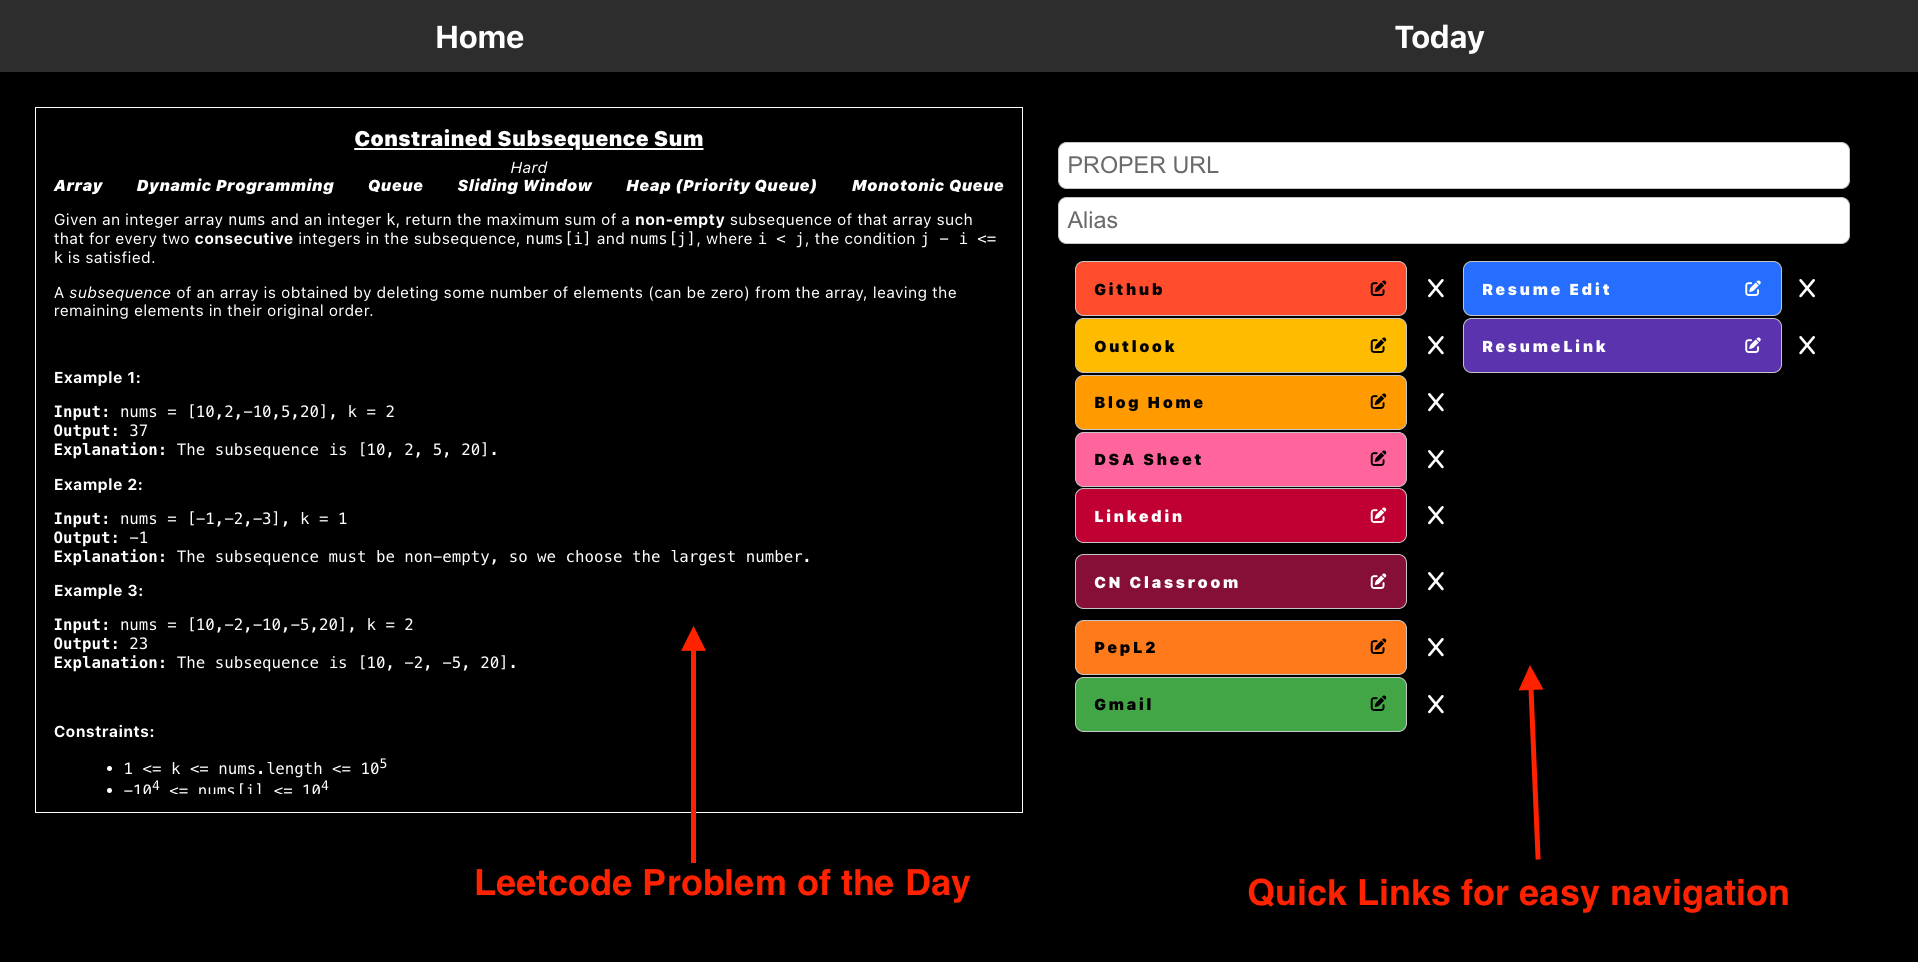 Home
Today
Constrained Subsequence Sum
Hard
Array Dynamic Programming Queue Sliding Window Heap (Priority Queue) Monotonic Queue
Given an integer array nums and an integer k, return the maximum sum of a non-empty subsequence of that array such
that for every two consecutive integers in the subsequence, nums[i] and nums[j], where i < j, the condition j - i <=
k is satisfied.
A subsequence of an array is obtained by deleting some number of elements (can be zero) from the array, leaving the
remaining elements in their original order.
Example 1:
Input: nums = [10,2,-10,5,20], k = 2
Output: 37
Explanation: The subsequence is [10, 2, 5, 20].
Example 2:
Input: nums = [-1,-2,-3], k = 1
Output: -1
Explanation: The subsequence must be non-empty, so we choose the largest number.
Example 3:
Input: nums = [10,-2,-10,-5,20], k = 2
Output: 23
Explanation: The subsequence is [10, -2, -5, 20].
Constraints:
• 1 <= k <= nums.length <= 10⁵
• -10⁴ <= nums[i] <= 10⁴
Leetcode Problem of the Day
PROPER URL
Alias
Github X
Outlook X
Blog Home X
DSA Sheet X
Linkedin X
CN Classroom X
PepL2 X
Gmail X
Resume Edit X
ResumeLink X
Quick Links for easy navigation